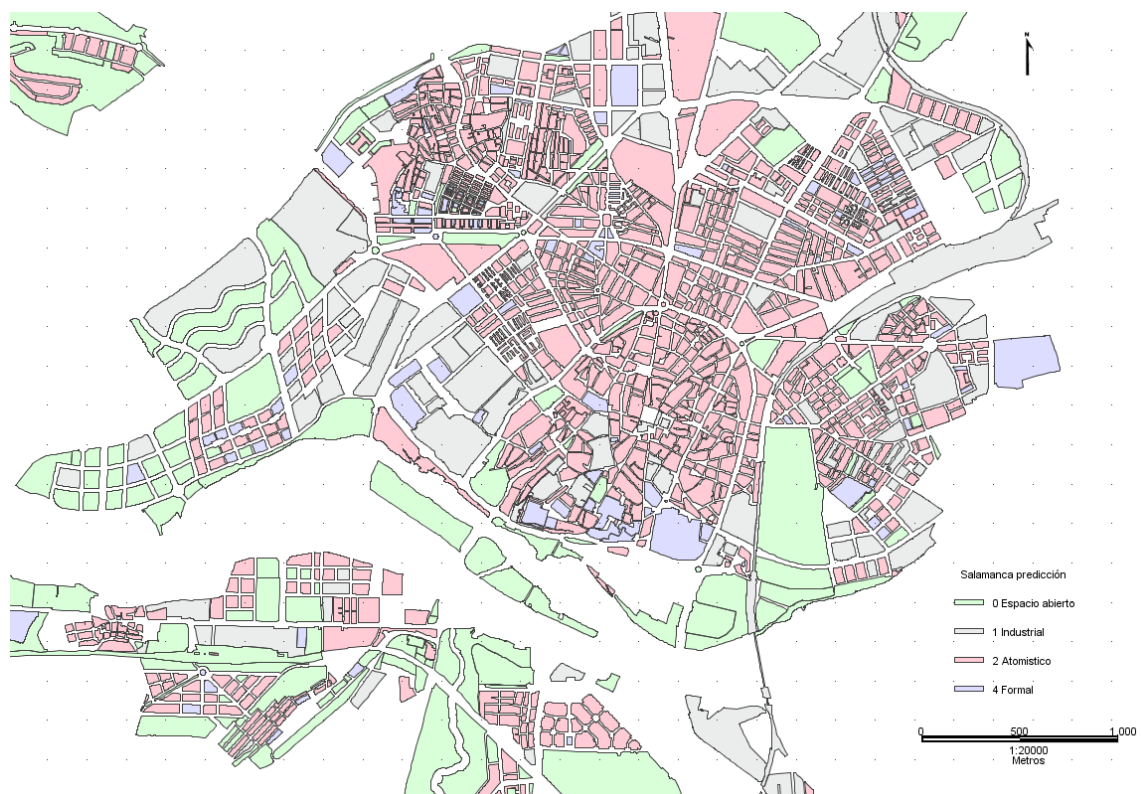 N
Salamanca predicción
0 Espacio abierto
1 Industrial
2 Atomistico
4 Formal
0 500 1,000
1:20000
Metros